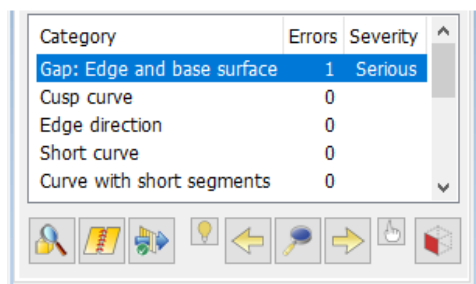 Category Errors Severity
Gap: Edge and base surface 1 Serious
Cusp curve 0
Edge direction 0
Short curve 0
Curve with short segments 0